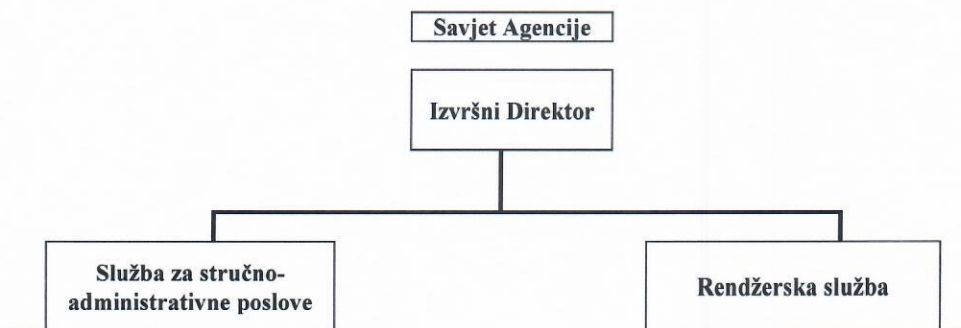 Savjet Agencije
Izvršni Direktor
Služba za stručno-
administrativne poslove
Rendžerska služba